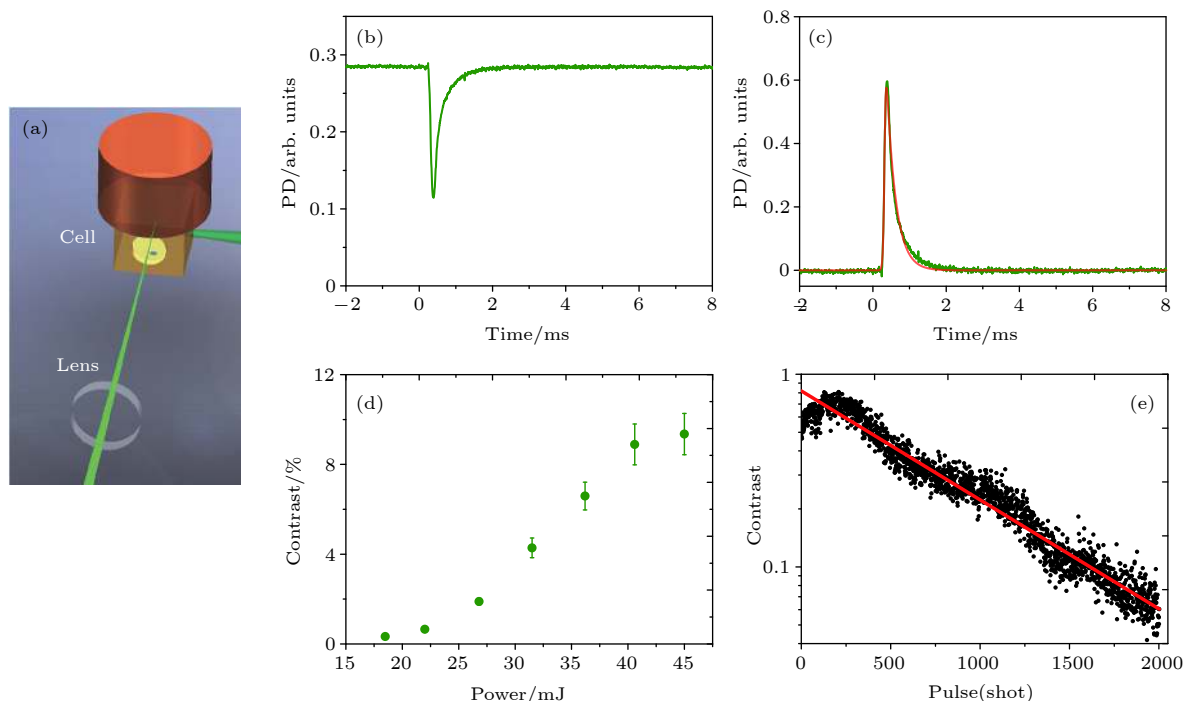 (a)
Cell
Lens
(b)
PD/arb. units
0.3
0.2
0.1
0
−2 0 2 4 6 8
Time/ms
(c)
PD/arb. units
0.8
0.6
0.4
0.2
0
−2 0 2 4 6 8
Time/ms
(d)
Contrast/%
12
8
4
0
15 20 25 30 35 40 45
Power/mJ
(e)
Contrast
1
0.1
0 500 1000 1500 2000
Pulse(shot)